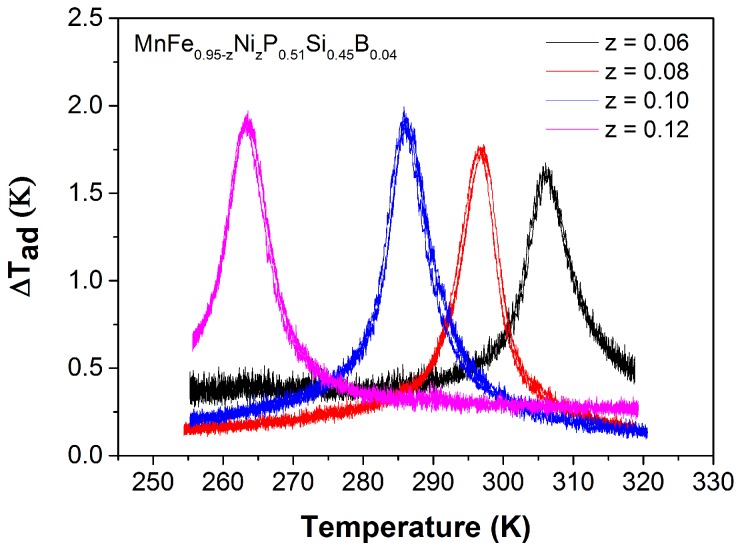 MnFe0.95-zNizP0.51Si0.45B0.04
z = 0.06
z = 0.08
z = 0.10
z = 0.12
2.5
2.0
1.5
1.0
0.5
0.0
ΔTad (K)
250 260 270 280 290 300 310 320 330
Temperature (K)